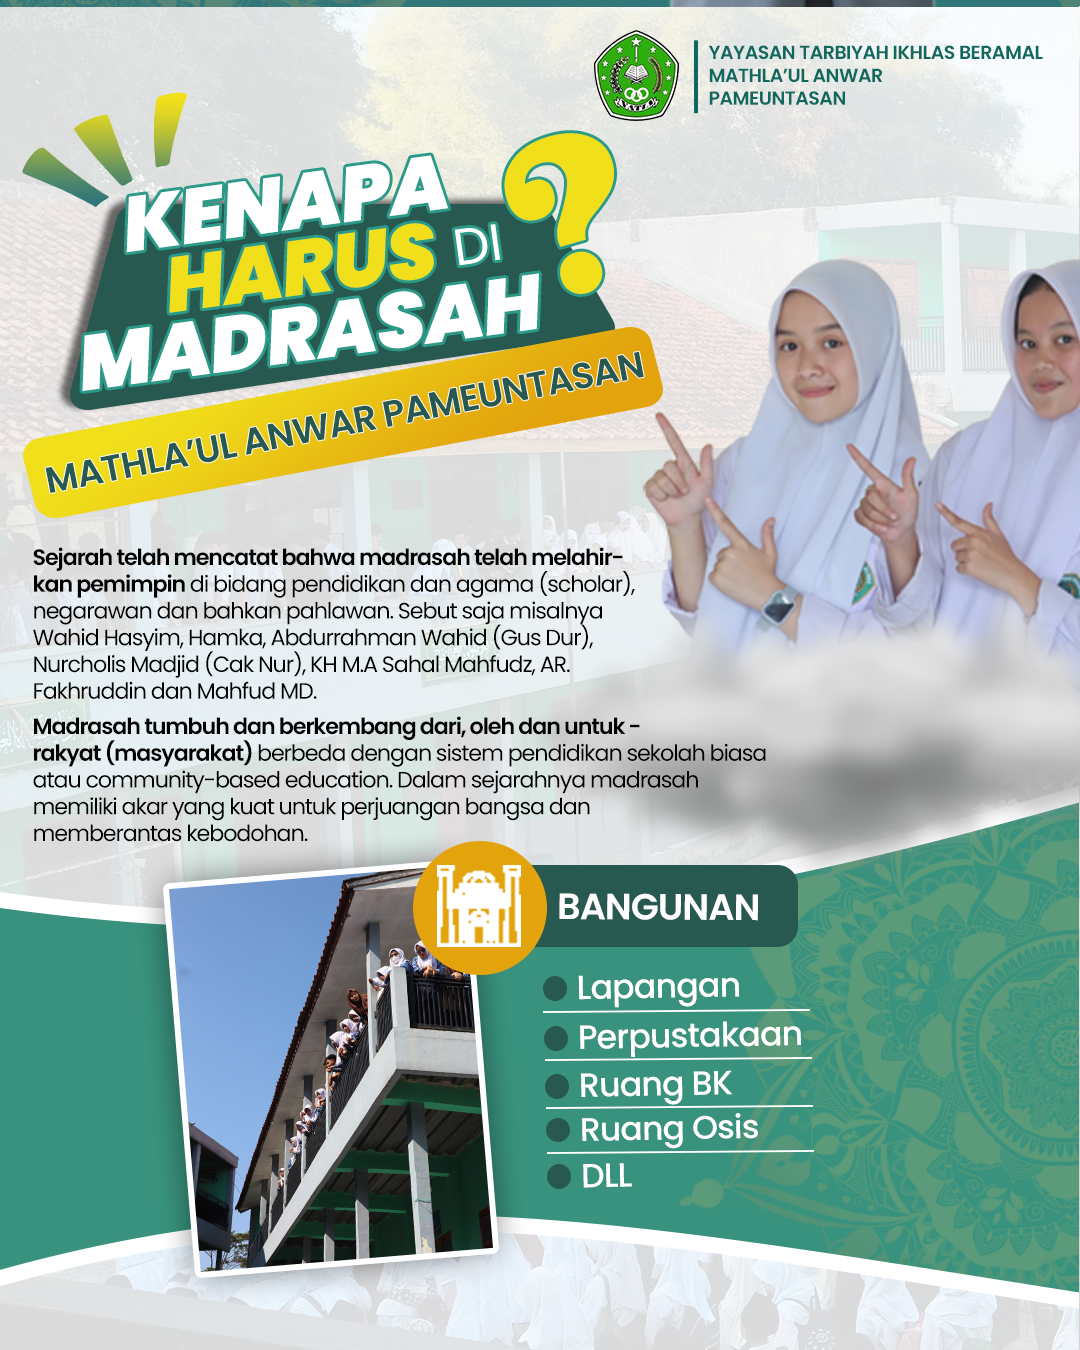 YAYASAN TARBIYAH IKHLAS BERAMAL
MATHLA'UL ANWAR
PAMEUNTASAN
KENAPA
HARUS DI
MADRASAH?
MATHLA'UL ANWAR PAMEUNTASAN
Sejarah telah mencatat bahwa madrasah telah melahir-
kan pemimpin di bidang pendidikan dan agama (scholar),
negarawan dan bahkan pahlawan. Sebut saja misalnya
Wahid Hasyim, Hamka, Abdurrahman Wahid (Gus Dur),
Nurcholis Madjid (Cak Nur), KH M.A Sahal Mahfudz, AR.
Fakhruddin dan Mahfud MD.
Madrasah tumbuh dan berkembang dari, oleh dan untuk -
rakyat (masyarakat) berbeda dengan sistem pendidikan sekolah biasa
atau community-based education. Dalam sejarahnya madrasah
memiliki akar yang kuat untuk perjuangan bangsa dan
memberantas kebodohan.
BANGUNAN
Lapangan
Perpustakaan
Ruang BK
Ruang Osis
DLL